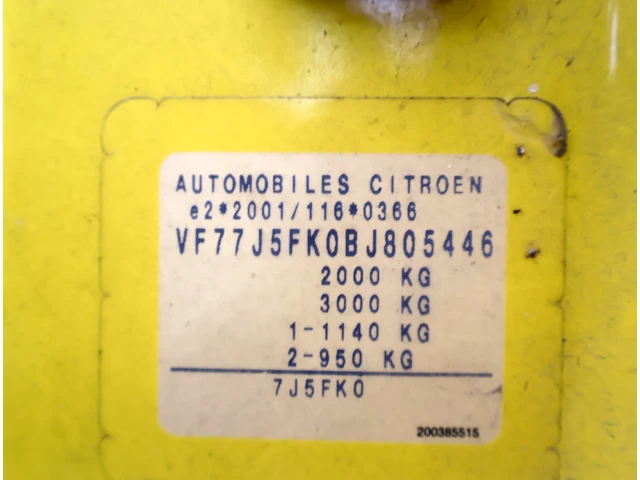 AUTOMOBILES CITROEN
e2*2001/116*0366
VF77J5FK0BJ805446
2000 KG
3000 KG
1-1140 KG
2-950 KG
7J5FK0
200385515